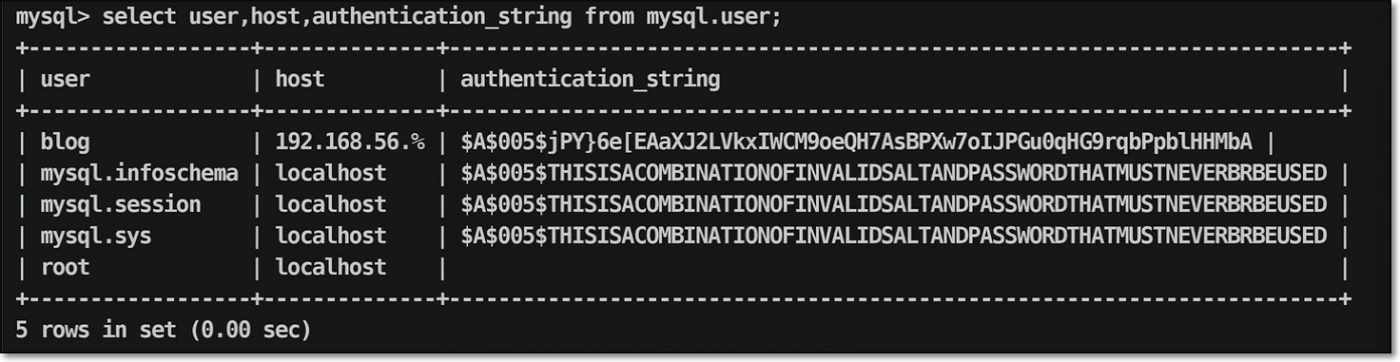 mysql> select user,host,authentication_string from mysql.user;
+------------------+--------------+------------------------------------------------------------------------+
| user             | host         | authentication_string                                                  |
+------------------+--------------+------------------------------------------------------------------------+
| blog             | 192.168.56.% | $A$005$jPY}6e[EAaXJ2LVkxIWCM9oeQH7AsBPXw7oIJPGu0qHG9rqbPpblHHMbA |
| mysql.infoschema | localhost    | $A$005$THISISACOMBINATIONOFINVALIDSALTANDPASSWORDTHATMUSTNEVERBRBEUSED |
| mysql.session    | localhost    | $A$005$THISISACOMBINATIONOFINVALIDSALTANDPASSWORDTHATMUSTNEVERBRBEUSED |
| mysql.sys        | localhost    | $A$005$THISISACOMBINATIONOFINVALIDSALTANDPASSWORDTHATMUSTNEVERBRBEUSED |
| root             | localhost    |                                                                        |
+------------------+--------------+------------------------------------------------------------------------+
5 rows in set (0.00 sec)